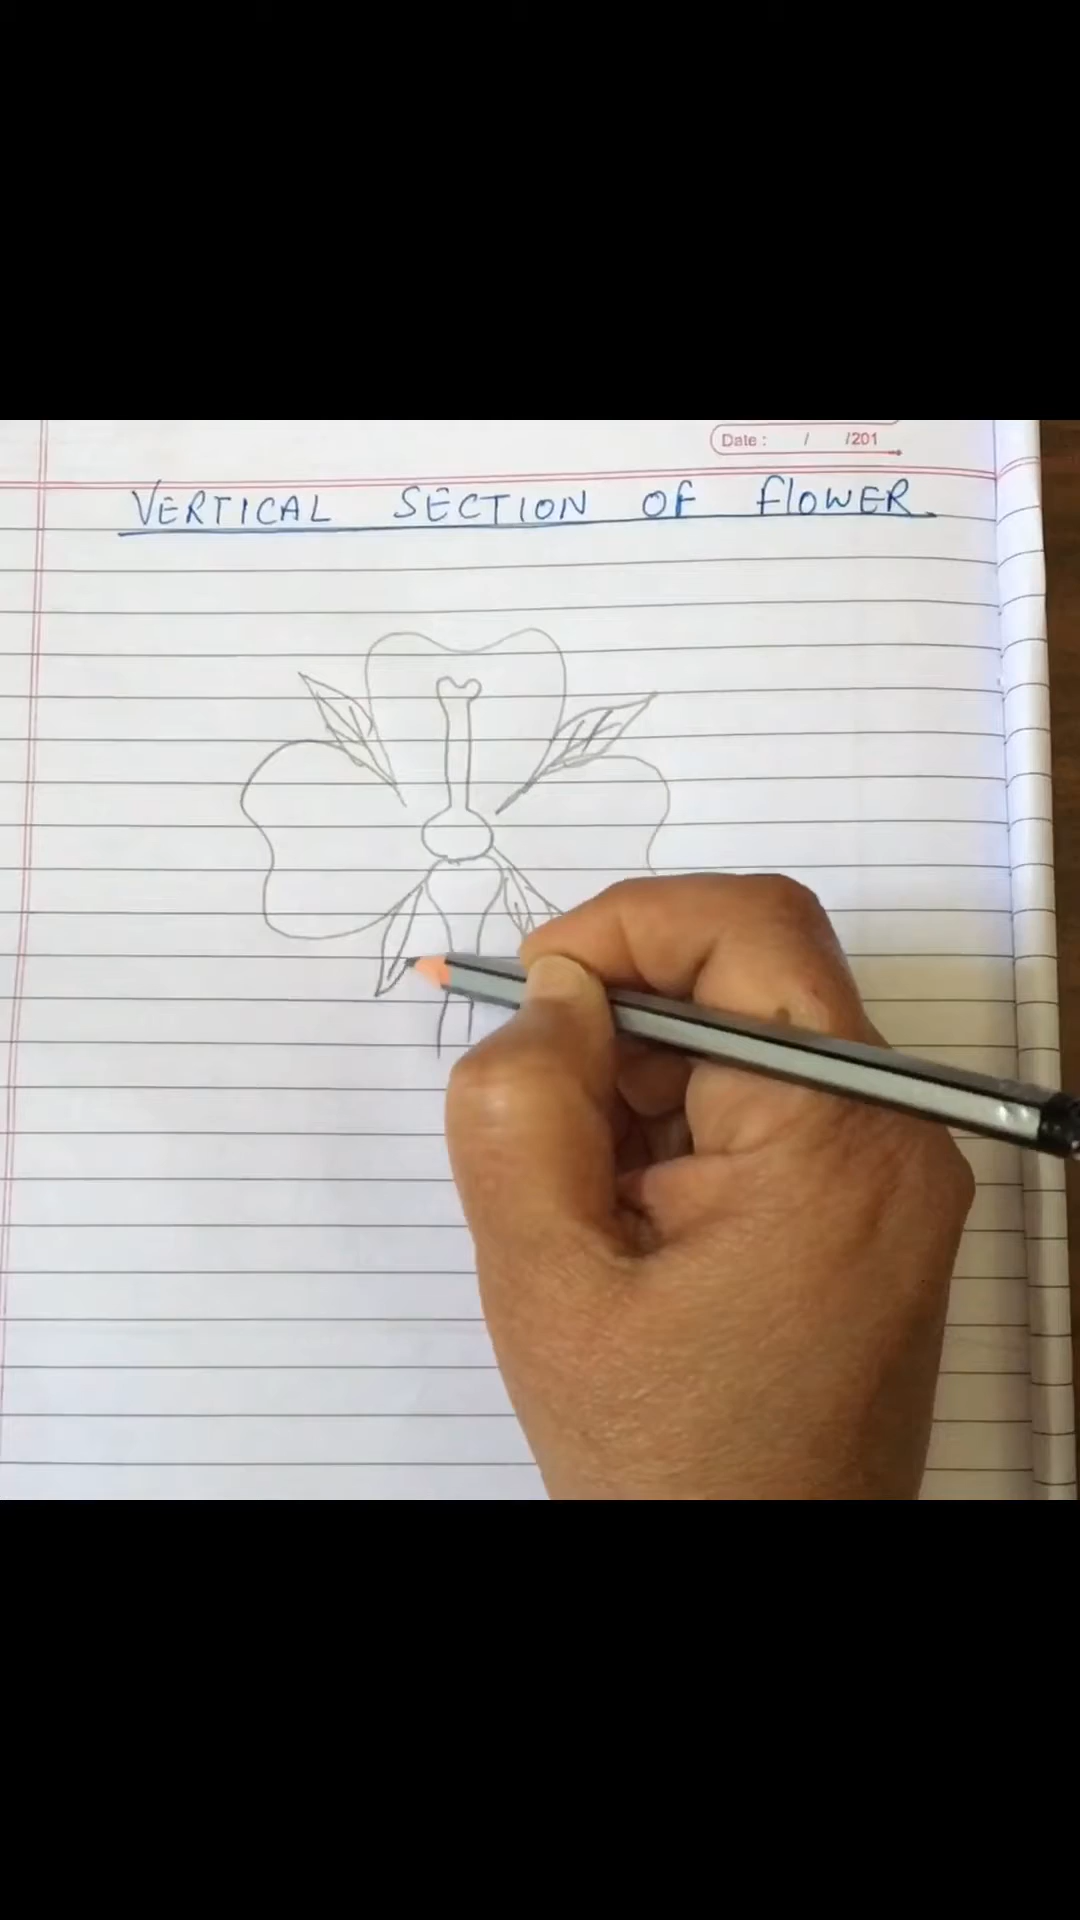 Date : / /201
VERTICAL SECTION OF flOWER